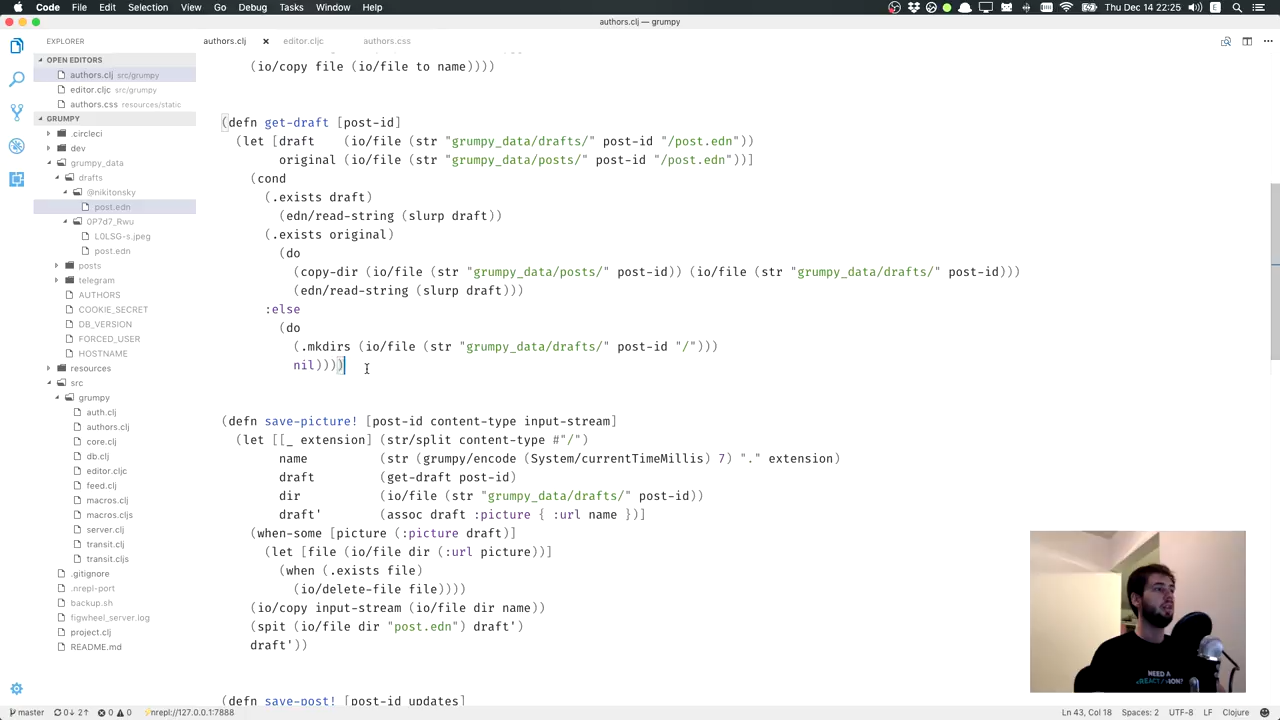 Code File Edit Selection View Go Debug Window Help
Thu Dec 14 22:25
authors.clj — grumpy
EXPLORER
authors.clj
editor.cljc
authors.css
OPEN EDITORS
authors.clj src/grumpy
editor.cljc src/grumpy
authors.css resources/static
GRUMPY
.circleci
dev
grumpy_data
drafts
@nikitonsky
post.edn
0P7d7_Rwu
L0LSG-s.jpeg
post.edn
posts
telegram
AUTHORS
COOKIE_SECRET
DB_VERSION
FORCED_USER
HOSTNAME
resources
src
grumpy
auth.clj
authors.clj
core.clj
db.clj
editor.cljc
feed.clj
macros.clj
macros.cljs
server.clj
transit.clj
transit.cljs
.gitignore
.nrepl-port
backup.sh
figwheel_server.log
project.clj
README.md
(io/copy file (io/file to name))))
(defn get-draft [post-id]
(let [draft (io/file (str "grumpy_data/drafts/" post-id "/post.edn"))
original (io/file (str "grumpy_data/posts/" post-id "/post.edn"))]
(cond
(.exists draft)
(edn/read-string (slurp draft))
(.exists original)
(do
(copy-dir (io/file (str "grumpy_data/posts/" post-id)) (io/file (str "grumpy_data/drafts/" post-id)))
(edn/read-string (slurp draft)))
:else
(do
(.mkdirs (io/file (str "grumpy_data/drafts/" post-id "/")))
nil))))
(defn save-picture! [post-id content-type input-stream]
(let [[_ extension] (str/split content-type #"/")
name (str (grumpy/encode (System/currentTimeMillis) 7) "." extension)
draft (get-draft post-id)
dir (io/file (str "grumpy_data/drafts/" post-id))
draft' (assoc draft :picture { :url name })]
(when-some [picture (:picture draft)]
(let [file (io/file dir (:url picture))]
(when (.exists file)
(io/delete-file file))))
(io/copy input-stream (io/file dir name))
(spit (io/file dir "post.edn") draft')
draft'))
(defn save-post! [post-id updates]
NEED A
master 0↓ 2↑ 0 0 nrepl://127.0.0.1:7888
Ln 43, Col 18 Spaces: 2 UTF-8 LF Clojure